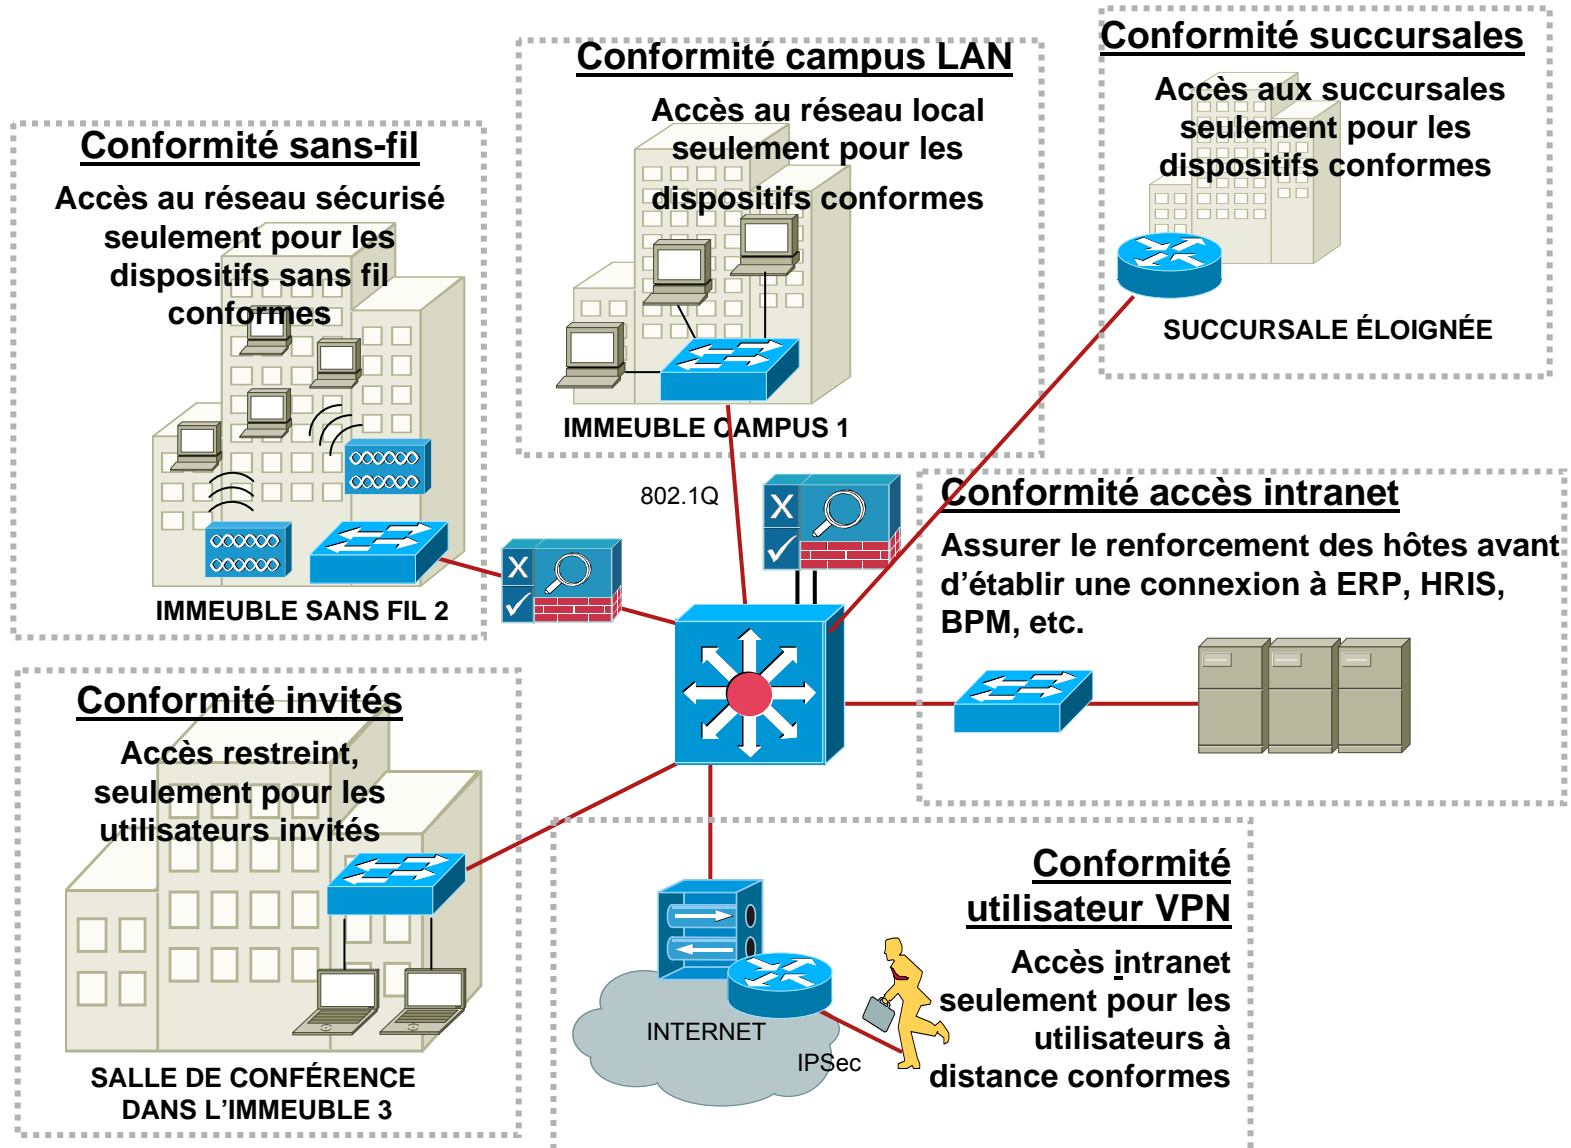 Conformité succursales
Accès aux succursales
seulement pour les
dispositifs conformes
SUCCURSALE ÉLOIGNÉE
Conformité campus LAN
Accès au réseau local
seulement pour les
dispositifs conformes
IMMEUBLE CAMPUS 1
Conformité sans-fil
Accès au réseau sécurisé
seulement pour les
dispositifs sans fil
conformes
IMMEUBLE SANS FIL 2
802.1Q
X
X
Conformité accès intranet
Assurer le renforcement des hôtes avant
d’établir une connexion à ERP, HRIS,
BPM, etc.
Conformité invités
Accès restreint,
seulement pour les
utilisateurs invités
SALLE DE CONFÉRENCE
DANS L’IMMEUBLE 3
Conformité
utilisateur VPN
Accès intranet
seulement pour les
utilisateurs à
distance conformes
INTERNET
IPSec